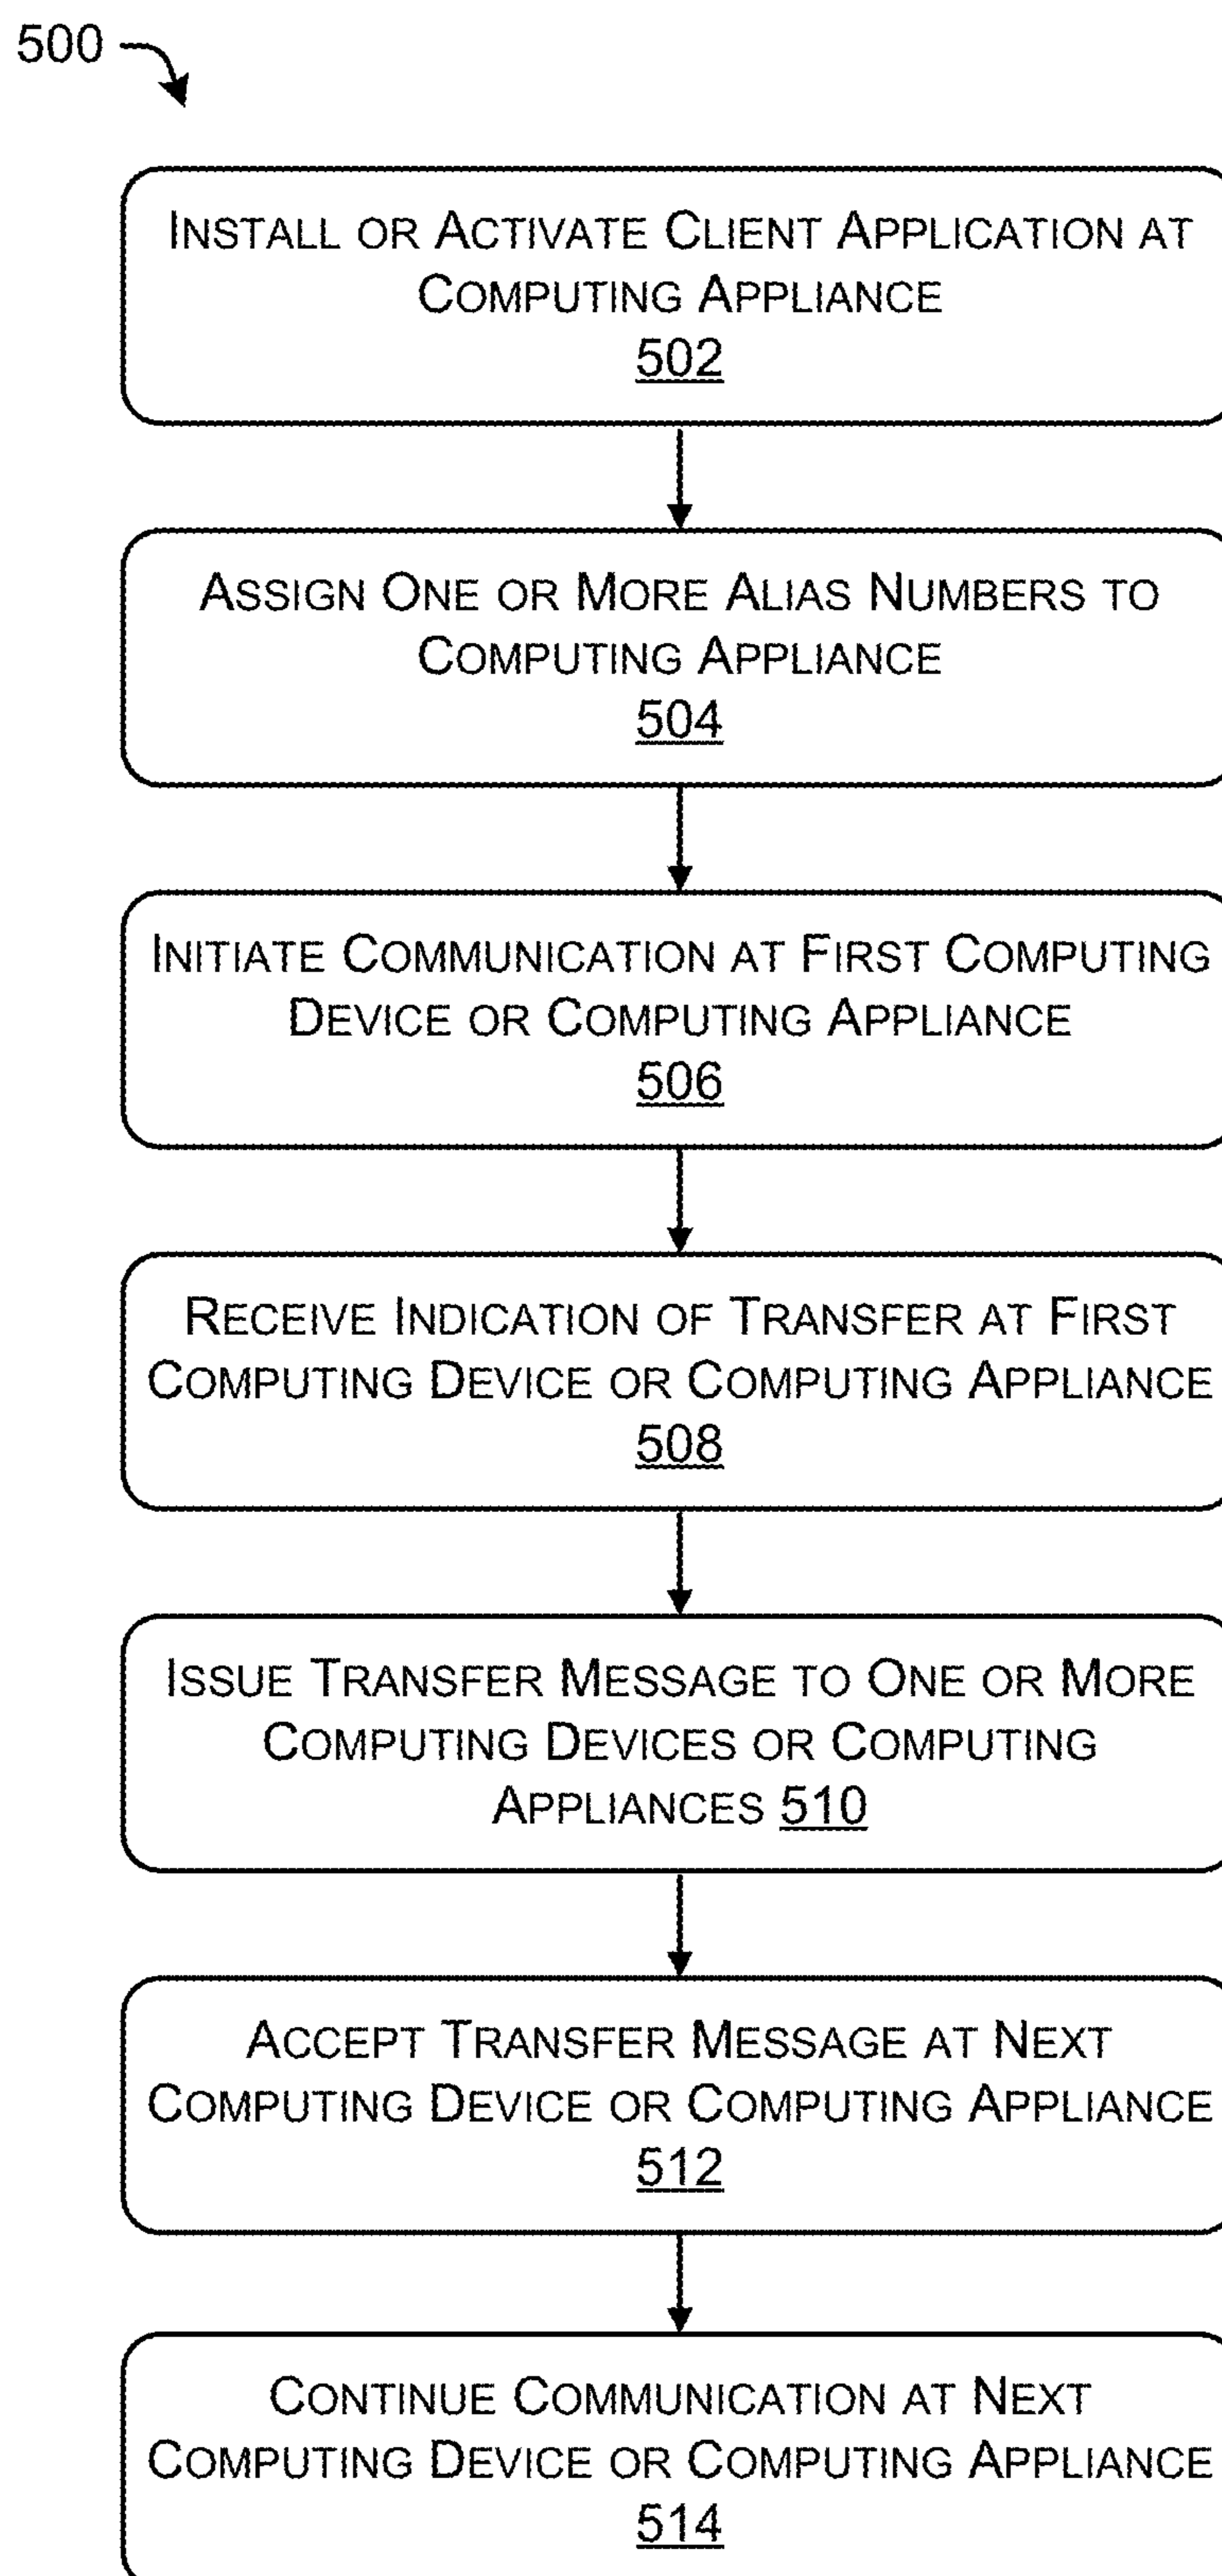 500
INSTALL OR ACTIVATE CLIENT APPLICATION AT
COMPUTING APPLIANCE
502
ASSIGN ONE OR MORE ALIAS NUMBERS TO
COMPUTING APPLIANCE
504
INITIATE COMMUNICATION AT FIRST COMPUTING
DEVICE OR COMPUTING APPLIANCE
506
RECEIVE INDICATION OF TRANSFER AT FIRST
COMPUTING DEVICE OR COMPUTING APPLIANCE
508
ISSUE TRANSFER MESSAGE TO ONE OR MORE
COMPUTING DEVICES OR COMPUTING
APPLIANCES 510
ACCEPT TRANSFER MESSAGE AT NEXT
COMPUTING DEVICE OR COMPUTING APPLIANCE
512
CONTINUE COMMUNICATION AT NEXT
COMPUTING DEVICE OR COMPUTING APPLIANCE
514